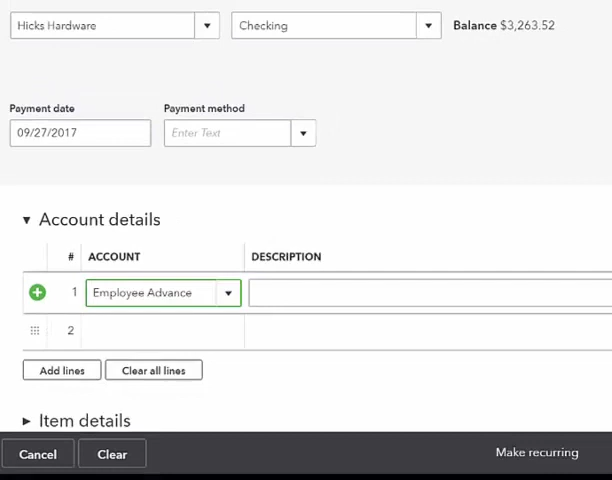 Hicks Hardware Checking Balance $3,263.52
Payment date Payment method
09/27/2017 Enter Text
Account details
# ACCOUNT DESCRIPTION
1 Employee Advance
2
Add lines Clear all lines
Item details
Cancel Clear Make recurring